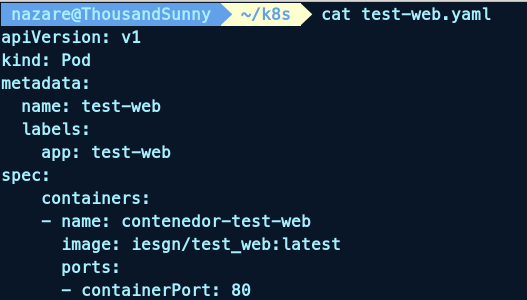 nazare@ThousandSunny ~/k8s cat test-web.yaml
apiVersion: v1
kind: Pod
metadata:
  name: test-web
  labels:
    app: test-web
spec:
    containers:
    - name: contenedor-test-web
      image: iesgn/test_web:latest
      ports:
      - containerPort: 80